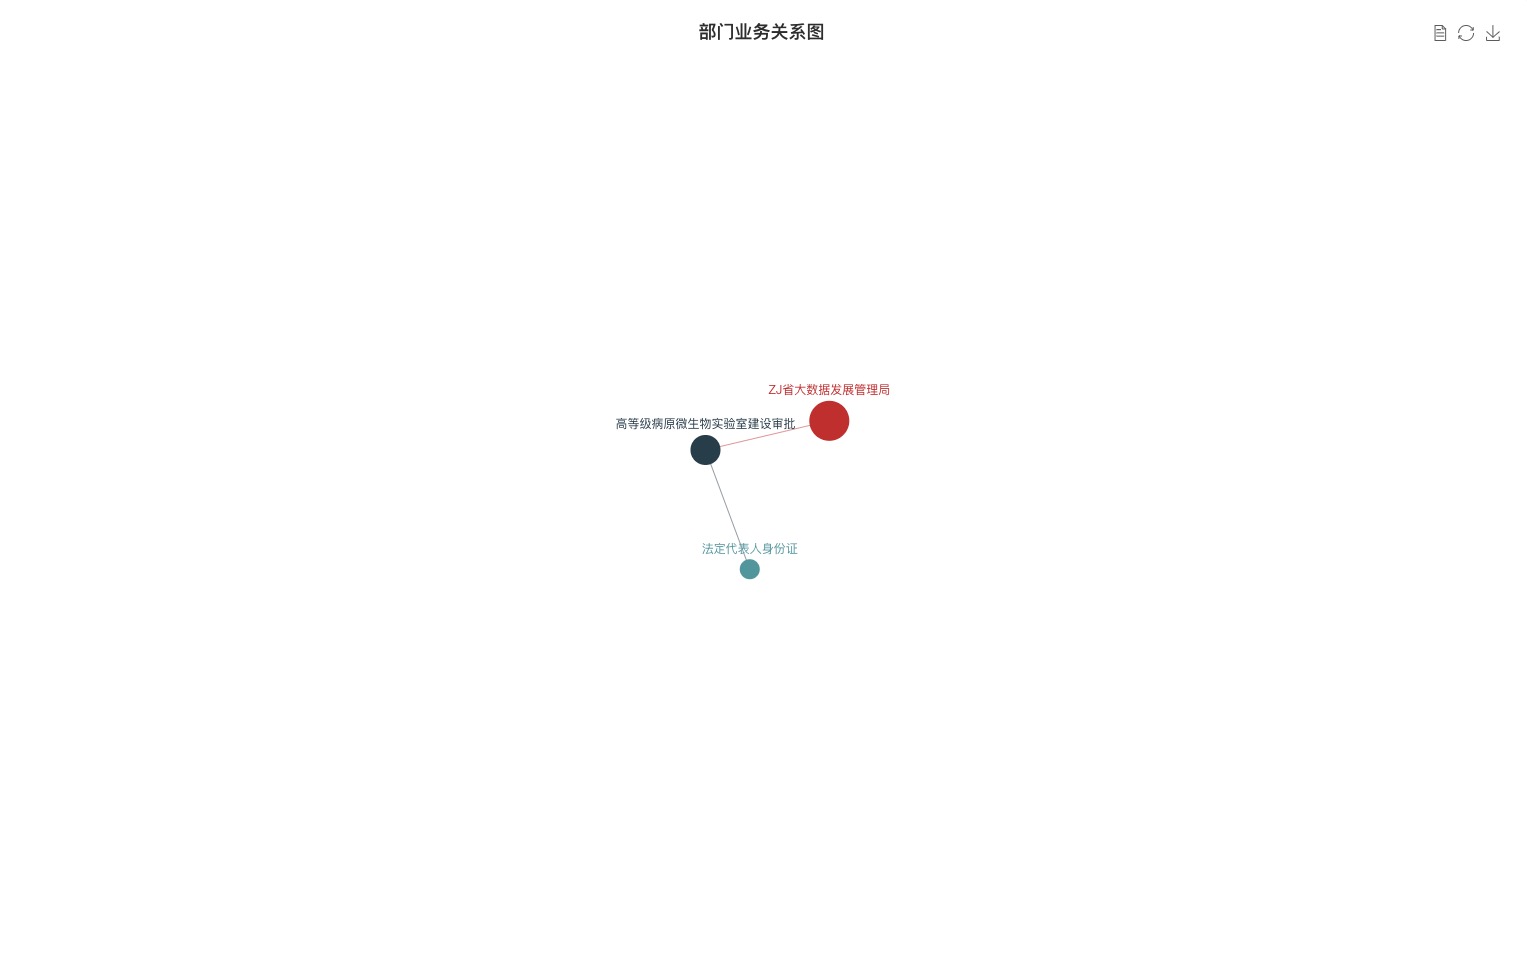 部门业务关系图
ZJ省大数据发展管理局
高等级病原微生物实验室建设审批
法定代表人身份证